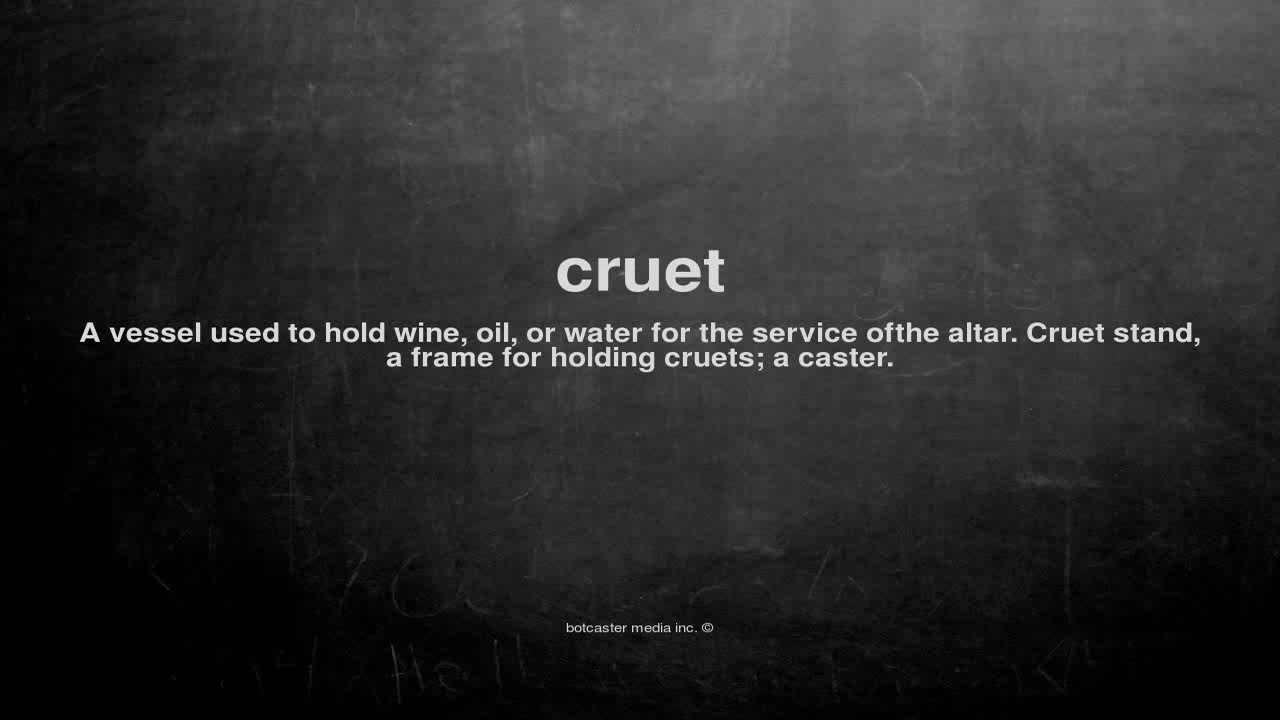 cruet
A vessel used to hold wine, oil, or water for the service ofthe altar. Cruet stand,
a frame for holding cruets; a caster.
botcaster media inc. ©